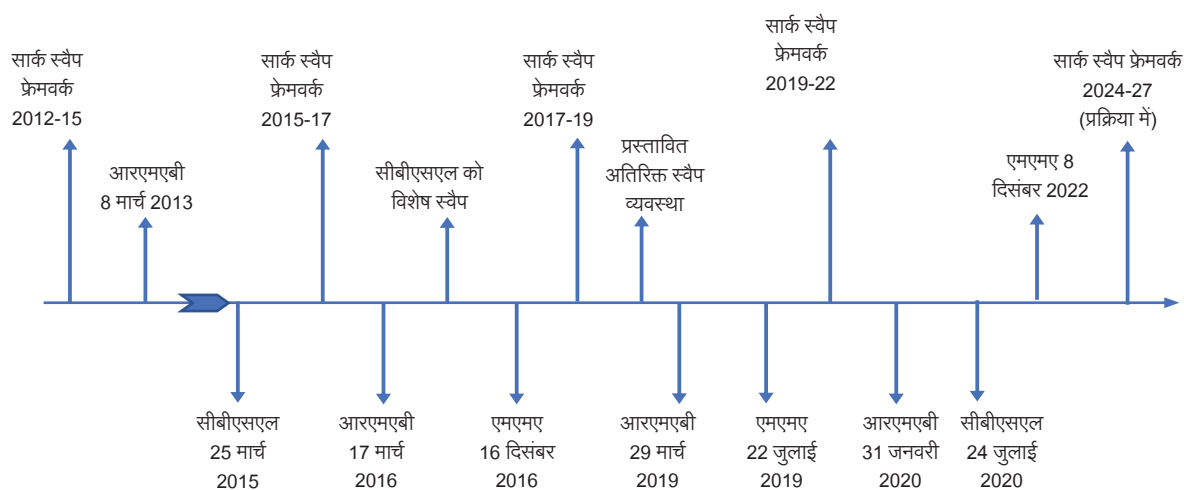 सार्क स्वैप
फ्रेमवर्क
2012-15
आरएमएबी
8 मार्च 2013
सार्क स्वैप
फ्रेमवर्क
2015-17
सीबीएसएल को
विशेष स्वैप
सार्क स्वैप
फ्रेमवर्क
2017-19
प्रस्तावित
अतिरिक्त स्वैप
व्यवस्था
सार्क स्वैप
फ्रेमवर्क
2019-22
एमएमए 8
दिसंबर 2022
सार्क स्वैप फ्रेमवर्क
2024-27
(प्रक्रिया में)
सीबीएसएल
25 मार्च
2015
आरएमएबी
17 मार्च
2016
एमएमए
16 दिसंबर
2016
आरएमएबी
29 मार्च
2019
एमएमए
22 जुलाई
2019
आरएमएबी
31 जनवरी
2020
सीबीएसएल
24 जुलाई
2020